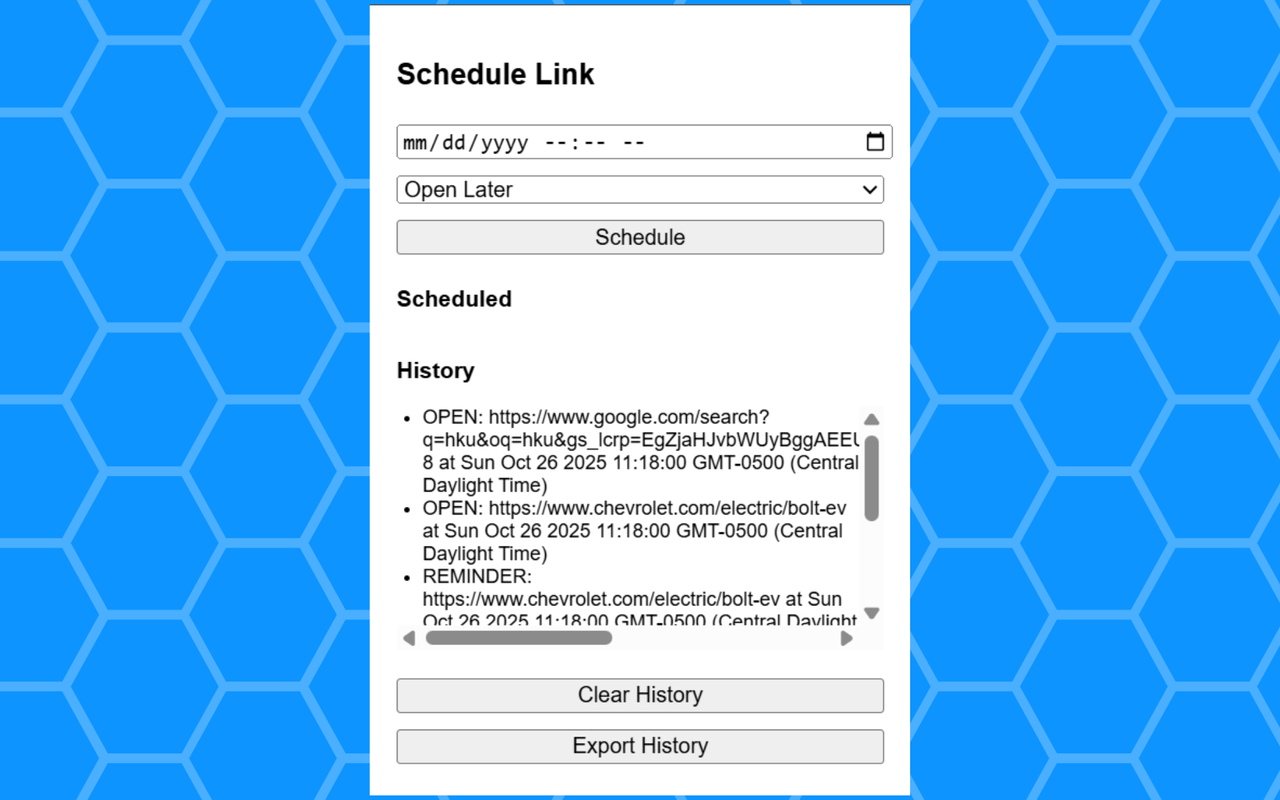 Schedule Link
mm/dd/yyyy --:-- --
Open Later
Schedule
Scheduled
History
• OPEN: https://www.google.com/search?
q=hku&oq=hku&gs_lcrp=EgZjaHJvbWUyBggAEEU
8 at Sun Oct 26 2025 11:18:00 GMT-0500 (Central
Daylight Time)
• OPEN: https://www.chevrolet.com/electric/bolt-ev
at Sun Oct 26 2025 11:18:00 GMT-0500 (Central
Daylight Time)
• REMINDER:
https://www.chevrolet.com/electric/bolt-ev at Sun
Oct 26 2025 11:18:00 GMT-0500 (Central Daylight
Clear History
Export History